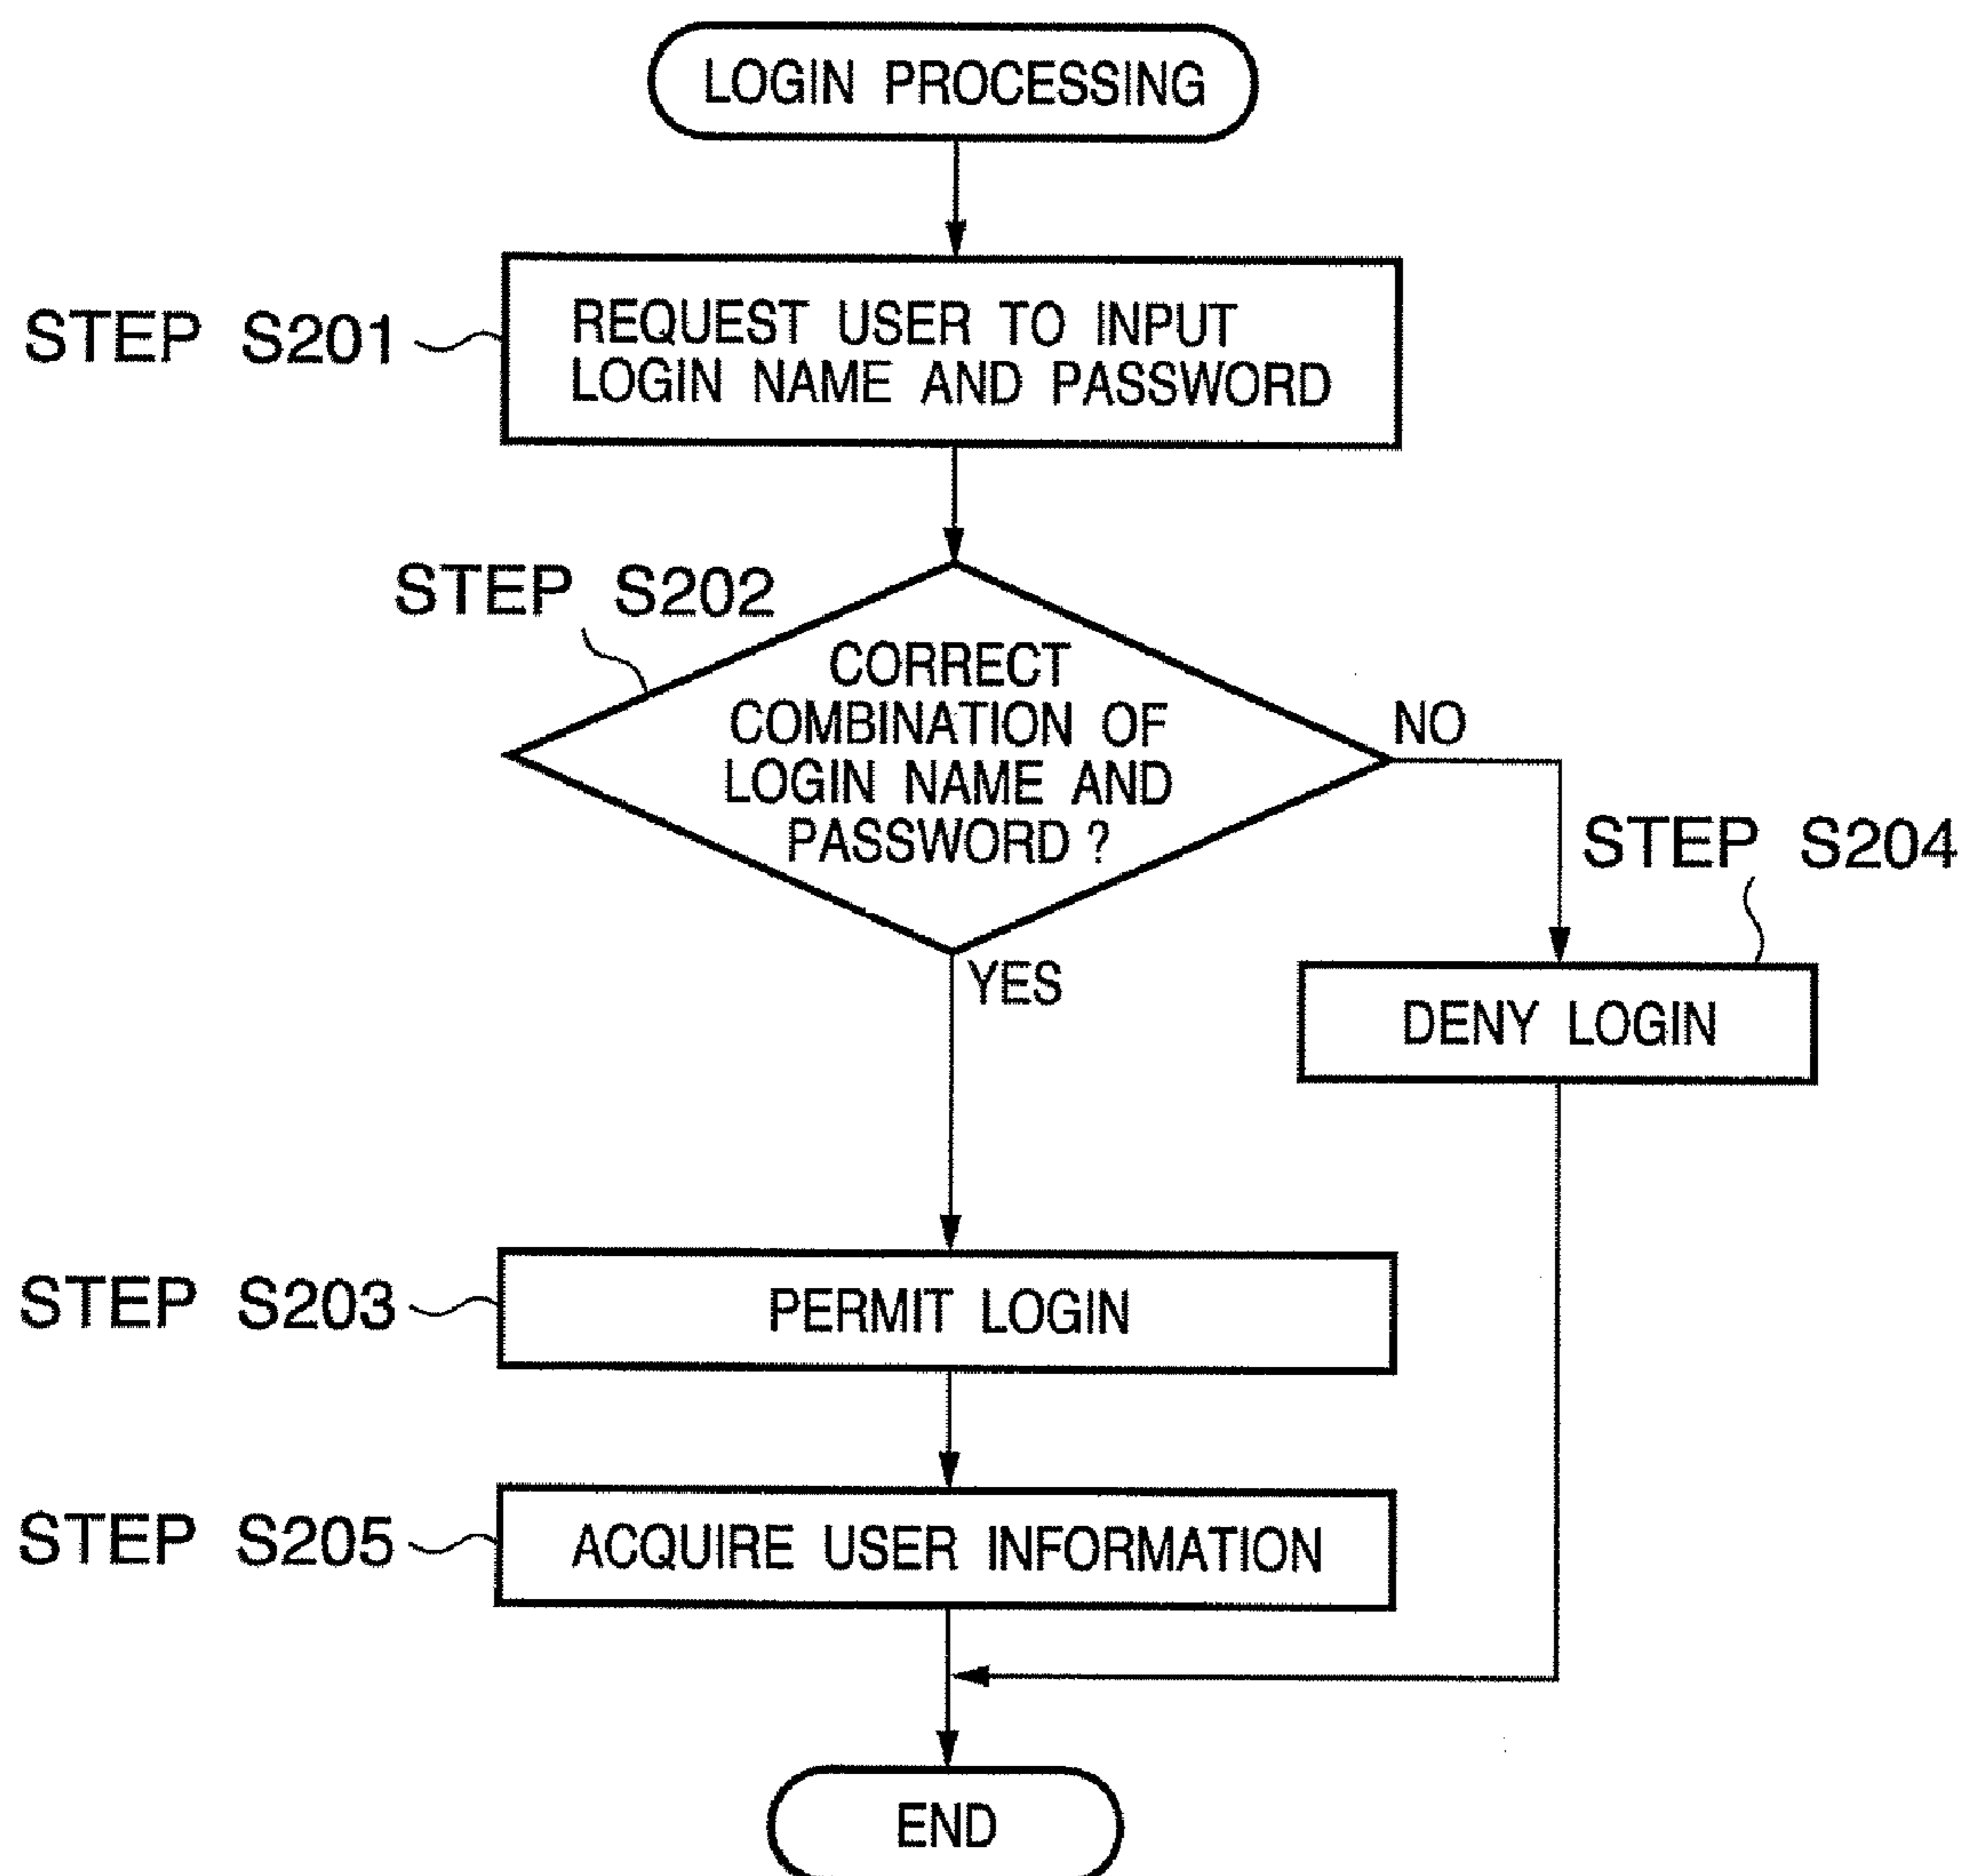 LOGIN PROCESSING
STEP S201
REQUEST USER TO INPUT
LOGIN NAME AND PASSWORD
STEP S202
CORRECT
COMBINATION OF
LOGIN NAME AND
PASSWORD ?
NO
YES
STEP S204
DENY LOGIN
STEP S203
PERMIT LOGIN
STEP S205
ACQUIRE USER INFORMATION
END